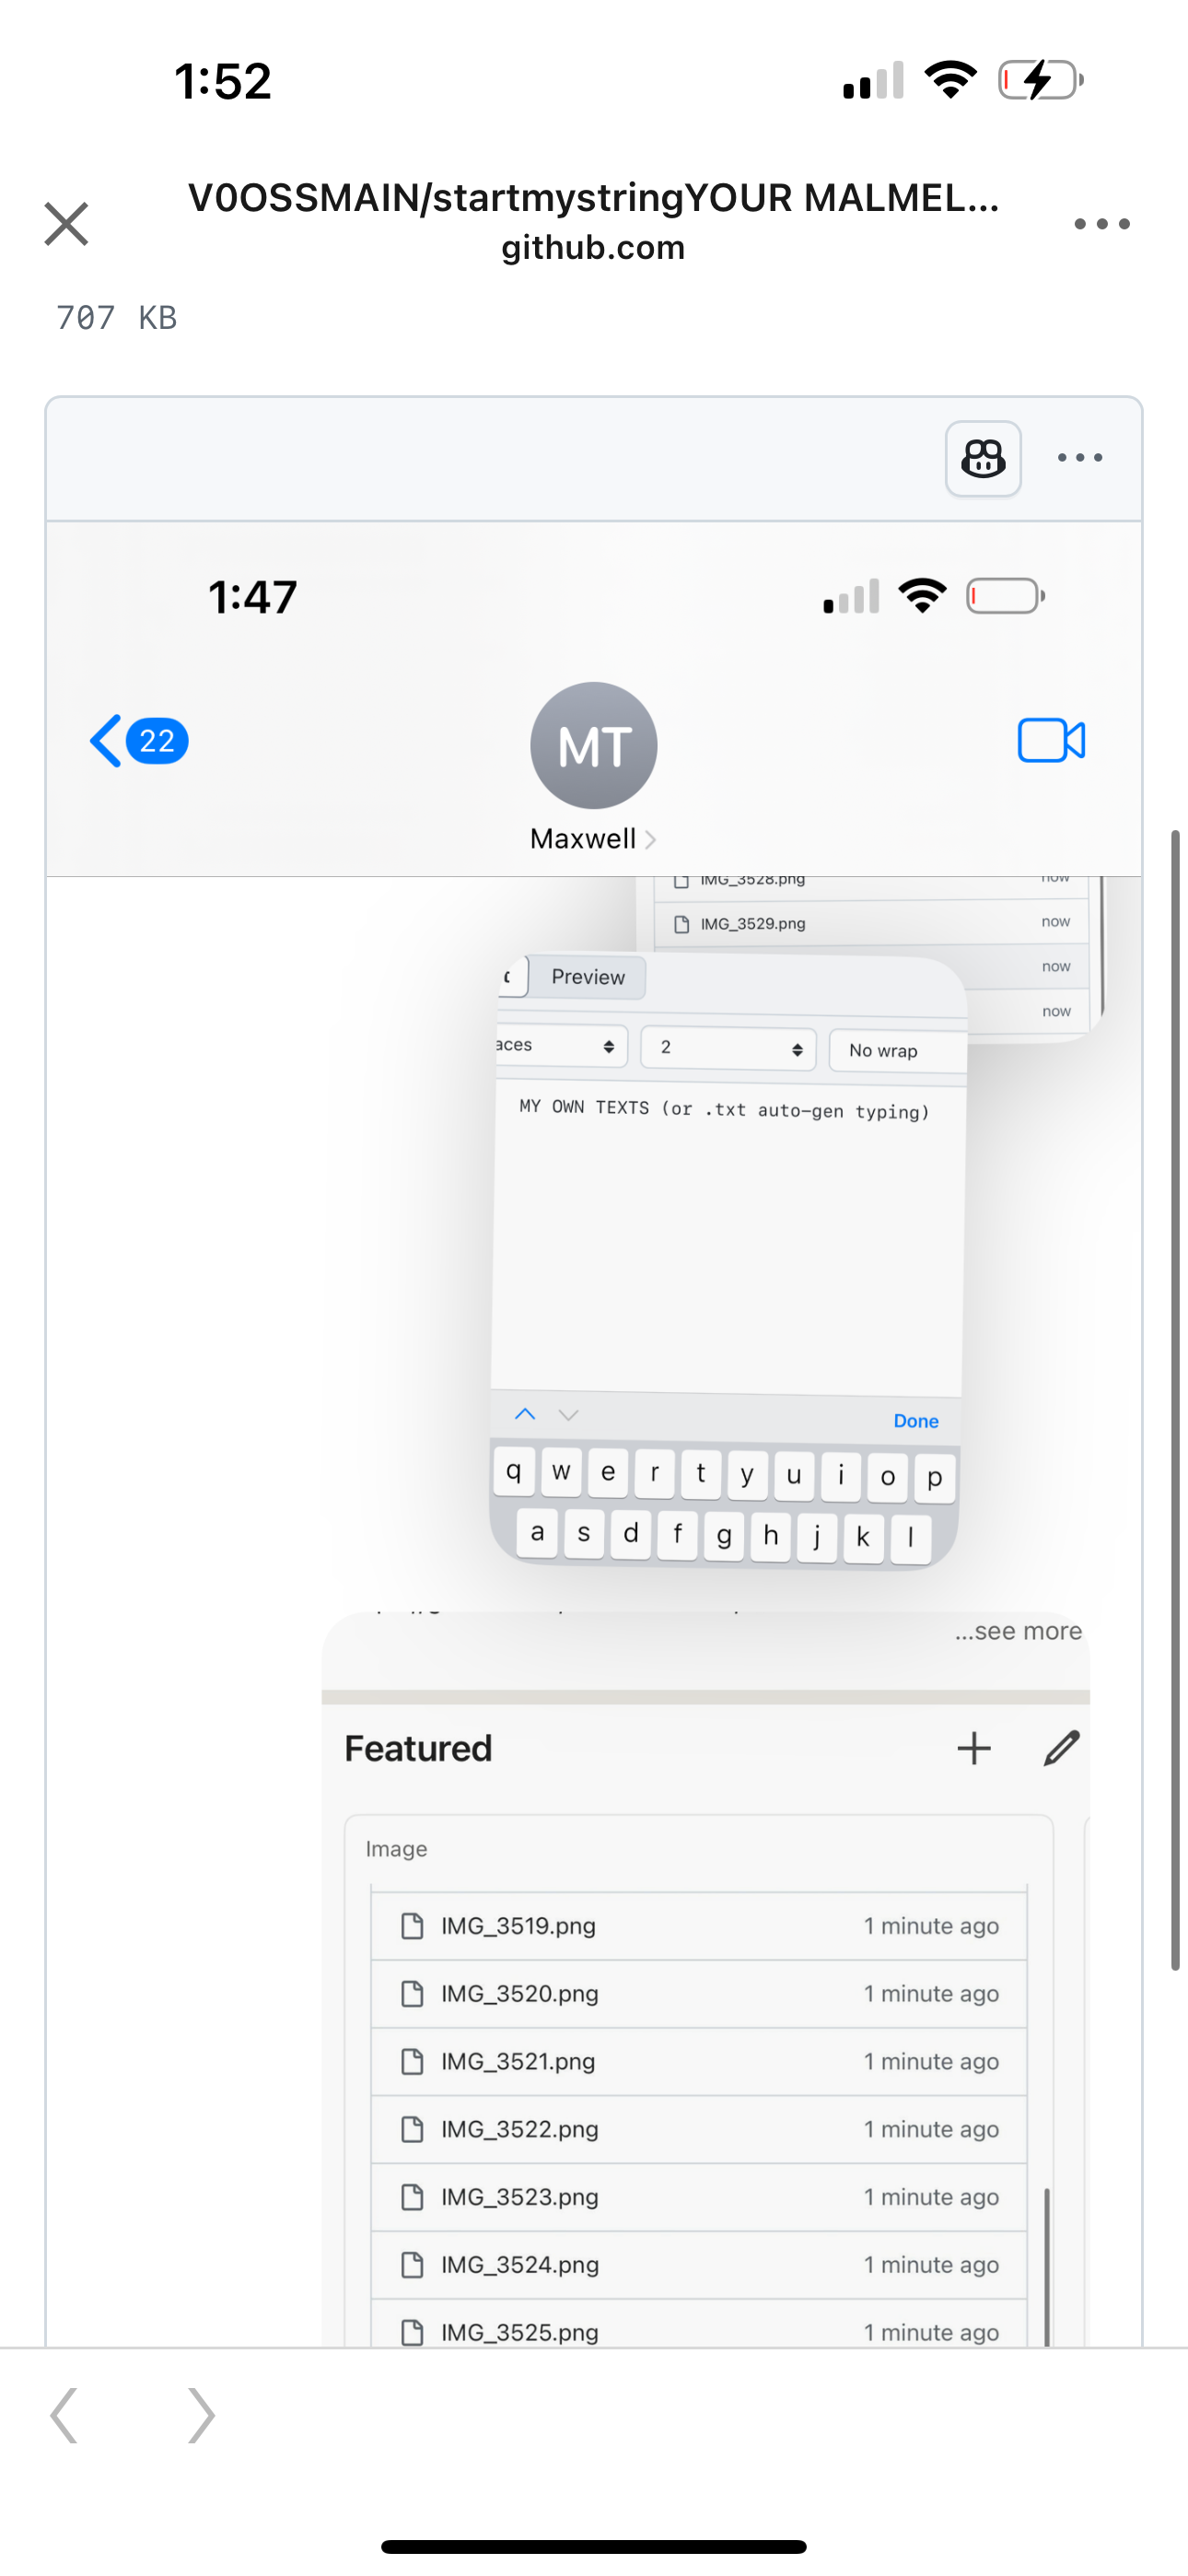 1:52
V0OSSMAIN/startmystringYOUR MALMEL...
github.com
707 KB
1:47
22
MT
Maxwell
IMG_3528.png now
IMG_3529.png now
now
now
Preview
aces 2 No wrap
MY OWN TEXTS (or .txt auto-gen typing)
Done
q w e r t y u i o p
a s d f g h j k l
...see more
Featured
Image
IMG_3519.png 1 minute ago
IMG_3520.png 1 minute ago
IMG_3521.png 1 minute ago
IMG_3522.png 1 minute ago
IMG_3523.png 1 minute ago
IMG_3524.png 1 minute ago
IMG_3525.png 1 minute ago